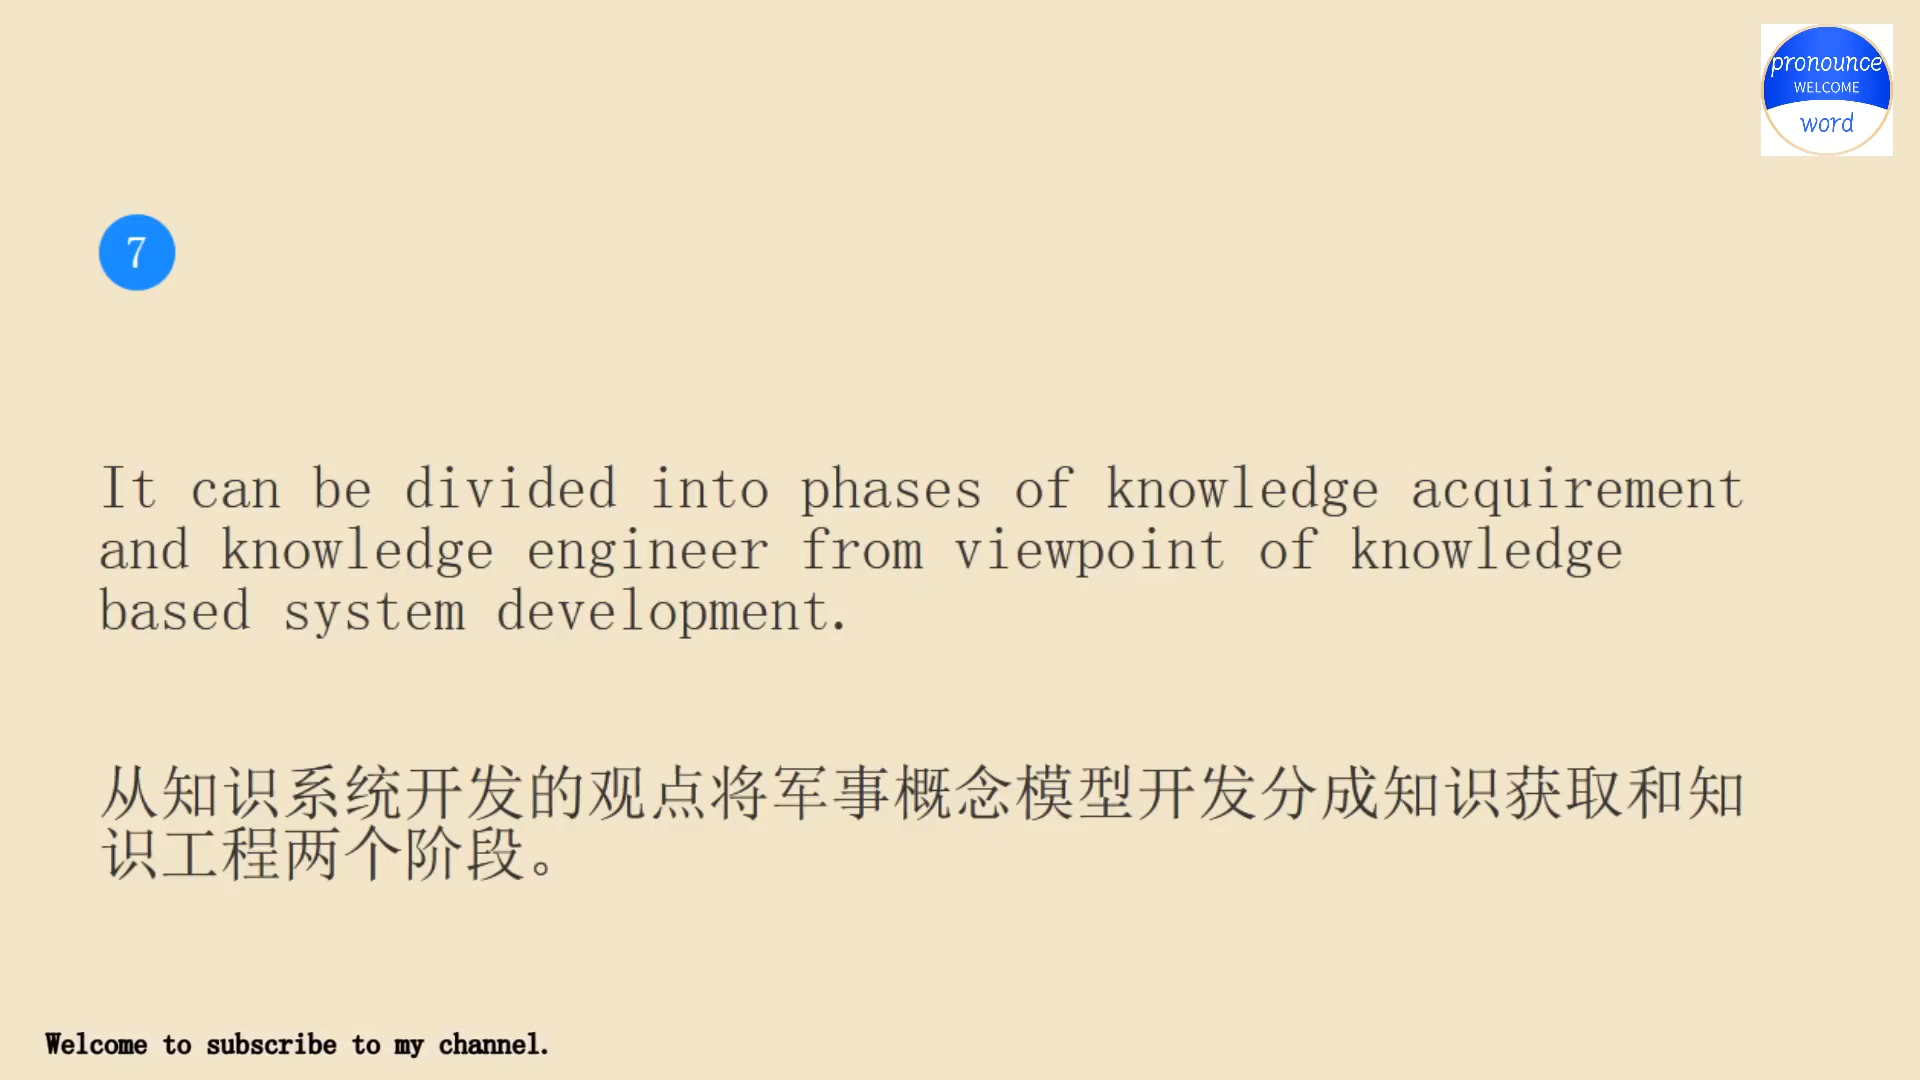 pronounce
WELCOME
word
7
It can be divided into phases of knowledge acquirement
and knowledge engineer from viewpoint of knowledge
based system development.
从知识系统开发的观点将军事概念模型开发分成知识获取和知
识工程两个阶段。
Welcome to subscribe to my channel.